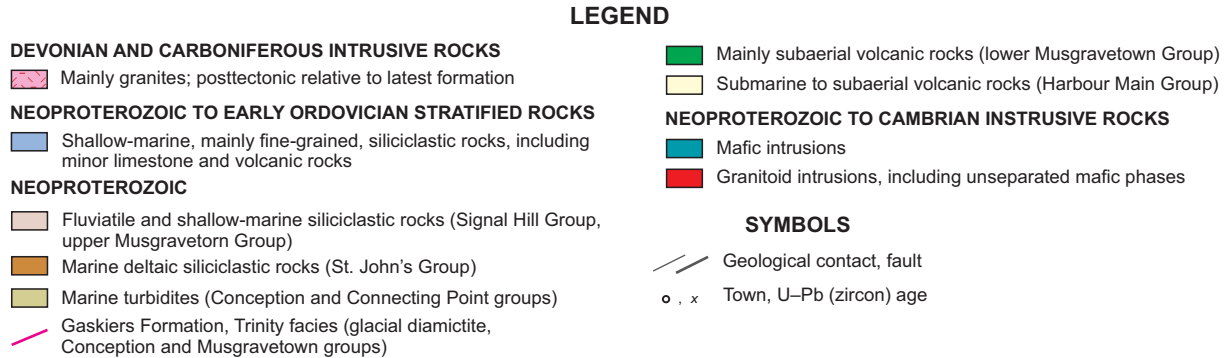 LEGEND
DEVONIAN AND CARBONIFEROUS INTRUSIVE ROCKS
Mainly granites; posttectonic relative to latest formation
NEOPROTEROZOIC TO EARLY ORDOVICIAN STRATIFIED ROCKS
Shallow-marine, mainly fine-grained, siliciclastic rocks, including
minor limestone and volcanic rocks
NEOPROTEROZOIC
Fluviatile and shallow-marine siliciclastic rocks (Signal Hill Group,
upper Musgravetorn Group)
Marine deltaic siliciclastic rocks (St. John's Group)
Marine turbidites (Conception and Connecting Point groups)
Gaskiers Formation, Trinity facies (glacial diamictite,
Conception and Musgravetown groups)
Mainly subaerial volcanic rocks (lower Musgravetown Group)
Submarine to subaerial volcanic rocks (Harbour Main Group)
NEOPROTEROZOIC TO CAMBRIAN INSTRUSIVE ROCKS
Mafic intrusions
Granitoid intrusions, including unseparated mafic phases
SYMBOLS
Geological contact, fault
, x Town, U–Pb (zircon) age